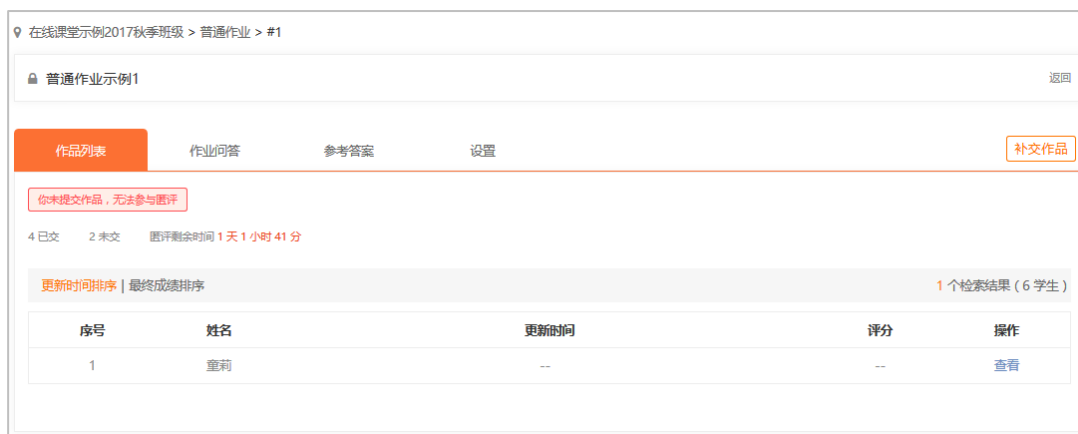 在线课堂示例2017秋季班级 > 普通作业 > #1
普通作业示例1 返回
作品列表 作业问答 参考答案 设置 补交作品
你未提交作品，无法参与匿评
4 已交 2 未交 匿评剩余时间 1 天 1 小时 41 分
更新时间排序 | 最终成绩排序 1 个检索结果 ( 6 学生 )
序号 姓名 更新时间 评分 操作
1 童莉 -- -- 查看